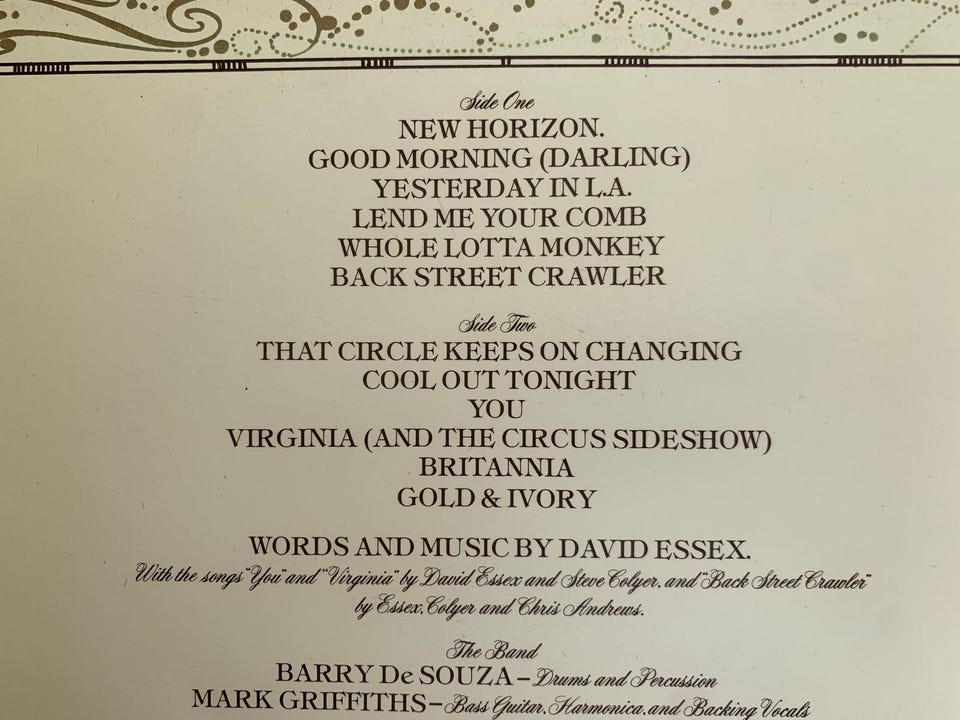 Side One
NEW HORIZON.
GOOD MORNING (DARLING)
YESTERDAY IN L.A.
LEND ME YOUR COMB
WHOLE LOTTA MONKEY
BACK STREET CRAWLER
Side Two
THAT CIRCLE KEEPS ON CHANGING
COOL OUT TONIGHT
YOU
VIRGINIA (AND THE CIRCUS SIDESHOW)
BRITANNIA
GOLD & IVORY
WORDS AND MUSIC BY DAVID ESSEX.
With the songs "You" and "Virginia" by David Essex and Steve Colyer, and "Back Street Crawler"
by Essex, Colyer and Chris Andrews.
The Band
BARRY De SOUZA – Drums and Percussion
MARK GRIFFITHS – Bass Guitar, Harmonica, and Backing Vocals